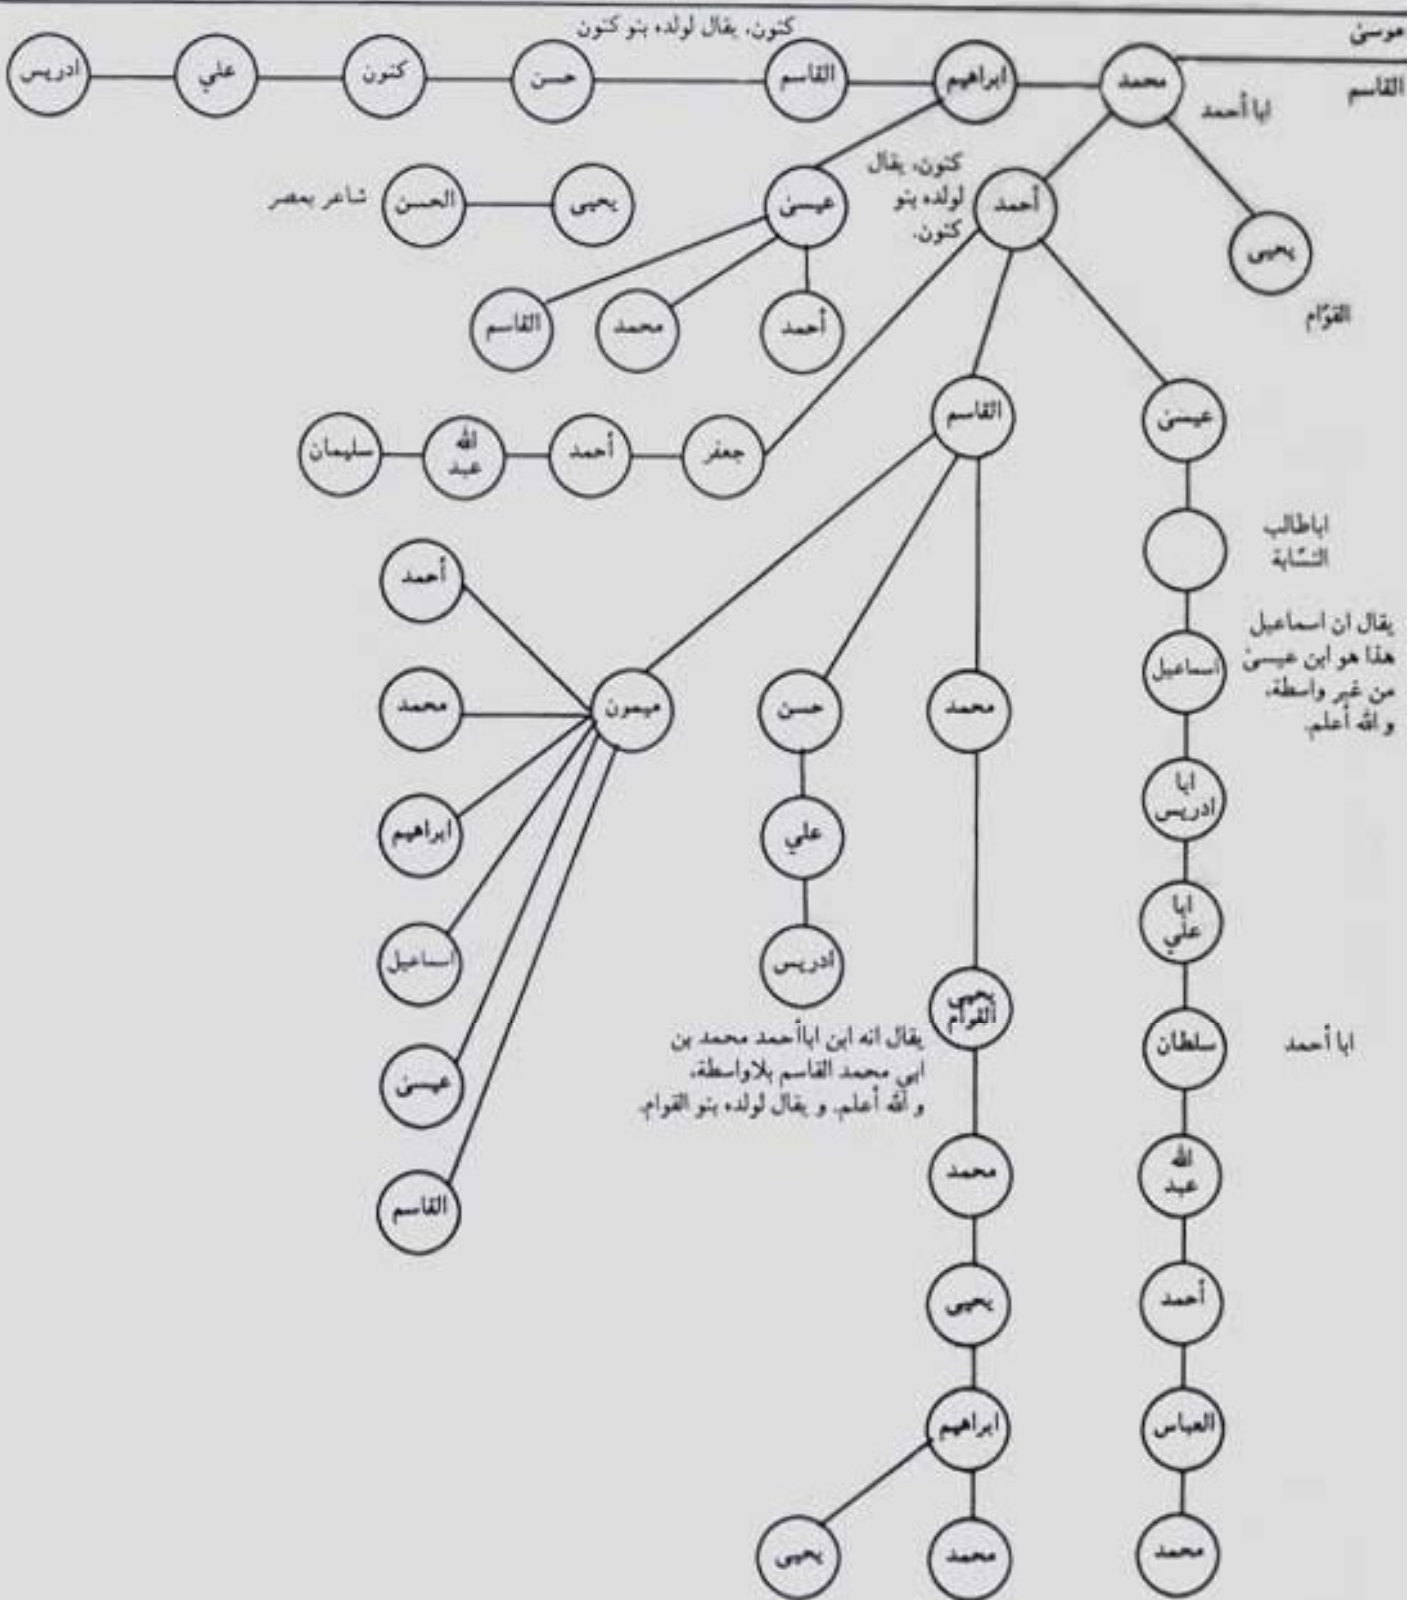 موسىٰ
كنون، يقال لولده بنو كنون
القاسم
محمد
ابراهيم
القاسم
حسن
كنون
علي
ادريس
ابا أحمد
كنون، يقال
لولده بنو
كنون.
أحمد
عيسىٰ
يحيى
الحسن
شاعر بمصر
يحيى
القوّام
أحمد
محمد
القاسم
عيسىٰ
القاسم
جعفر
أحمد
الله
عبد
سليمان
اباطالب
النسّابة
أحمد
يقال ان اسماعيل
هذا هو ابن عيسىٰ
من غير واسطة،
و الله أعلم.
اسماعيل
محمد
حسن
ميمون
محمد
ابا
ادريس
علي
ابراهيم
ابا
علي
ادريس
اسماعيل
يحيى
القوام
سلطان
ابا أحمد
يقال انه ابن اباأحمد محمد بن
ابي محمد القاسم بلاواسطة،
و الله أعلم. و يقال لولده بنو القوام.
عيسىٰ
الله
عبد
محمد
القاسم
أحمد
يحيى
العباس
ابراهيم
محمد
محمد
يحيى